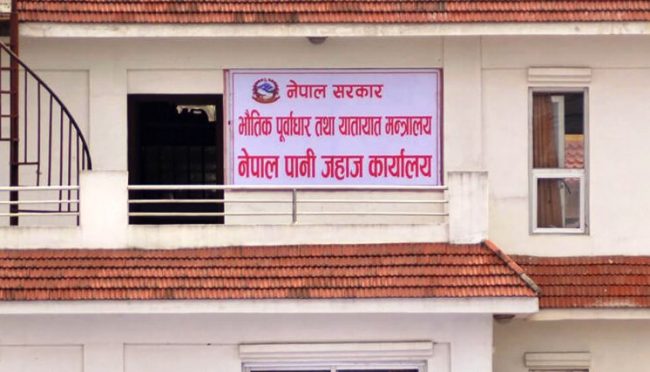 नेपाल सरकार
भौतिक पूर्वाधार तथा यातायात मन्त्रालय
नेपाल पानी जहाज कार्यालय